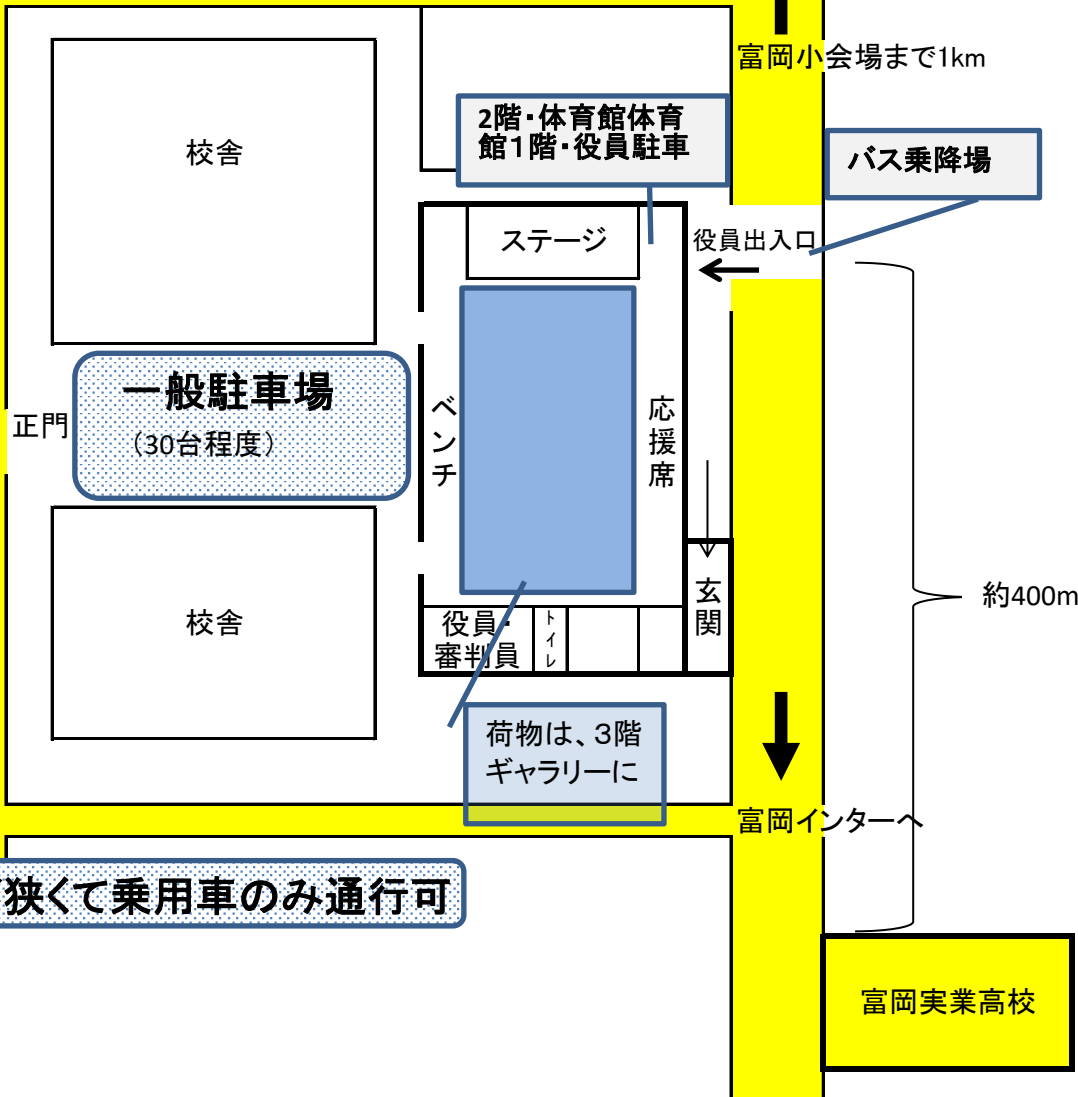 富岡小会場まで1km
2階・体育館体育
館1階・役員駐車
校舎
バス乗降場
ステージ
役員出入口
一般駐車場
（30台程度）
正門
ベンチ
応援席
約400m
玄関
校舎
役員・
審判員
トイレ
荷物は、3階
ギャラリーに
富岡インターへ
狭くて乗用車のみ通行可
富岡実業高校